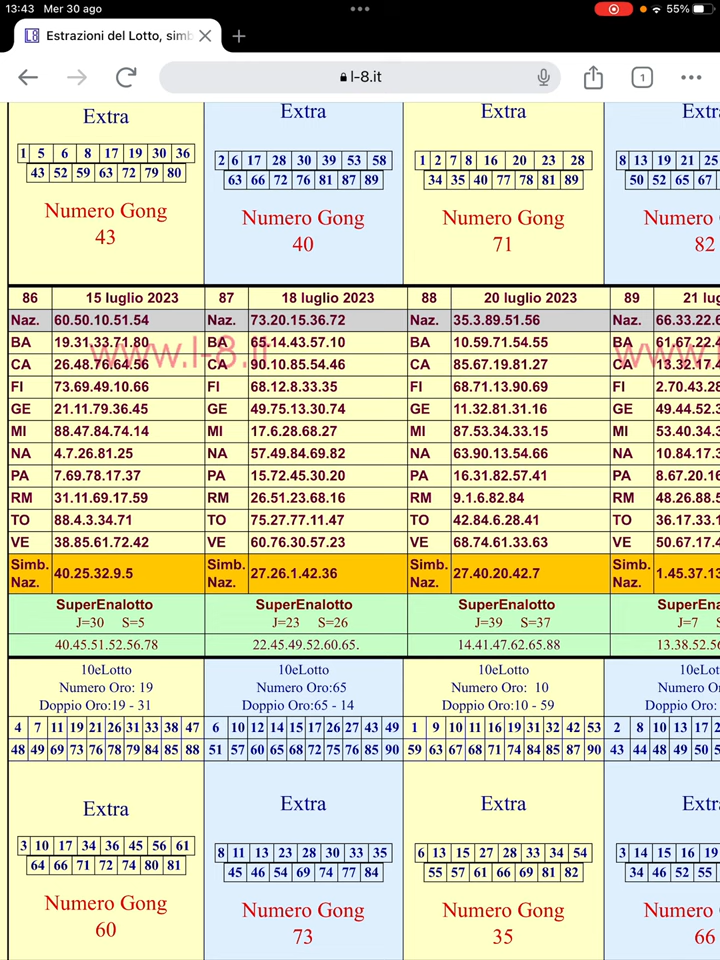 13:43 Mer 30 ago
55%
Estrazioni del Lotto, simb
l-8.it
1
Extra Extra Extra Extr
1 5 6 8 17 19 30 36
43 52 59 63 72 79 80
2 6 17 28 30 39 53 58
63 66 72 76 81 87 89
1 2 7 8 16 20 23 28
34 35 40 77 78 81 89
8 13 19 21 25
50 52 65 67
Numero Gong Numero Gong Numero Gong Numero
43 40 71 82
86 15 luglio 2023 87 18 luglio 2023 88 20 luglio 2023 89 21 lug
Naz. 60.50.10.51.54 Naz. 73.20.15.36.72 Naz. 35.3.89.51.56 Naz. 66.33.22.6
BA 19.31.33.71.80 BA 65.14.43.57.10 BA 10.59.71.54.55 BA 61.67.22.4
www.l-8.it
CA 26.48.76.64.56 CA 90.10.85.54.46 CA 85.67.19.81.27 CA 13.32.17.4
FI 73.69.49.10.66 FI 68.12.8.33.35 FI 68.71.13.90.69 FI 2.70.43.28
GE 21.11.79.36.45 GE 49.75.13.30.74 GE 11.32.81.31.16 GE 49.44.52.3
MI 88.47.84.74.14 MI 17.6.28.68.27 MI 87.53.34.33.15 MI 53.40.34.3
NA 4.7.26.81.25 NA 57.49.84.69.82 NA 63.90.13.54.66 NA 10.84.17.3
PA 7.69.78.17.37 PA 15.72.45.30.20 PA 16.31.82.57.41 PA 8.67.20.16
RM 31.11.69.17.59 RM 26.51.23.68.16 RM 9.1.6.82.84 RM 48.26.88.5
TO 88.4.3.34.71 TO 75.27.77.11.47 TO 42.84.6.28.41 TO 36.17.33.1
VE 38.85.61.72.42 VE 60.76.30.57.23 VE 68.74.61.33.63 VE 50.67.17.4
Simb. Naz. 40.25.32.9.5 Simb. Naz. 27.26.1.42.36 Simb. Naz. 27.40.20.42.7 Simb. Naz. 1.45.37.13
SuperEnalotto SuperEnalotto SuperEnalotto SuperEna
J=30 S=5 J=23 S=26 J=39 S=37 J=7 S
40.45.51.52.56.78 22.45.49.52.60.65. 14.41.47.62.65.88 13.38.52.56
10eLotto 10eLotto 10eLotto 10eLot
Numero Oro: 19 Numero Oro:65 Numero Oro: 10 Numero O
Doppio Oro:19 - 31 Doppio Oro:65 - 14 Doppio Oro:10 - 59 Doppio Oro:
4 7 11 19 21 26 31 33 38 47 6 10 12 14 15 17 26 27 43 49 1 9 10 11 16 19 31 32 42 53 2 8 10 13 17 2
48 49 69 73 76 78 79 84 85 88 51 57 60 65 68 72 75 76 85 90 59 63 67 68 71 74 84 85 87 90 43 44 48 49 50 5
Extra Extra Extra Extr
3 10 17 34 36 45 56 61
64 66 71 72 74 80 81
8 11 13 23 28 30 33 35
45 46 54 69 74 77 84
6 13 15 27 28 33 34 54
55 57 61 66 69 81 82
3 14 15 16 19
34 46 52 55
Numero Gong Numero Gong Numero Gong Numero
60 73 35 66